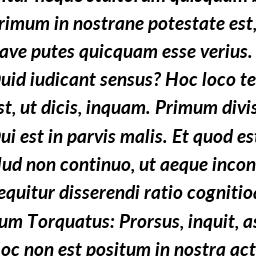 rimum in nostrane potestate est,
ave putes quicquam esse verius.
uid iudicant sensus? Hoc loco te
st, ut dicis, inquam. Primum divis
ui est in parvis malis. Et quod est
lud non continuo, ut aeque incon
equitur disserendi ratio cognitio
um Torquatus: Prorsus, inquit, as
oc non est positum in nostra act